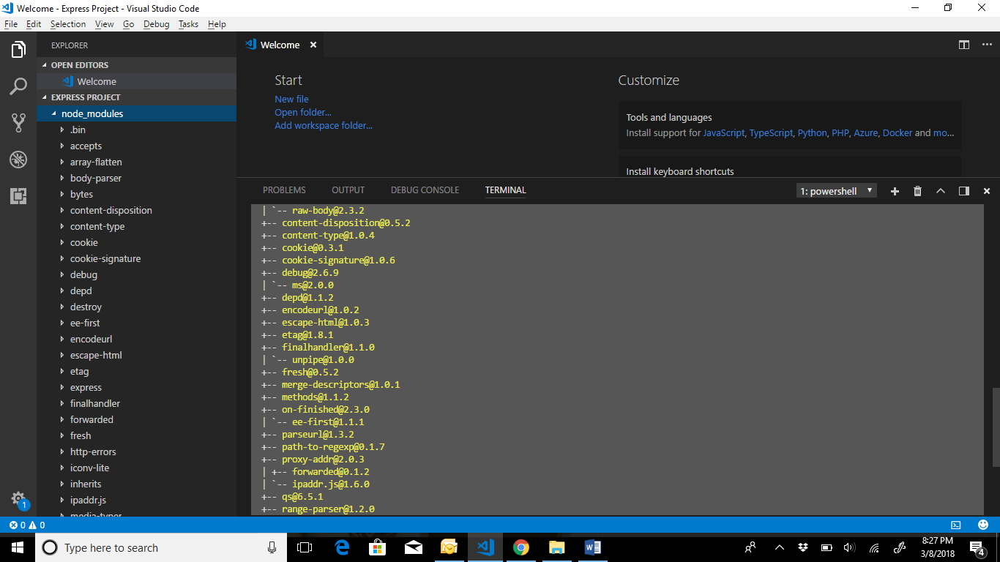 Welcome - Express Project - Visual Studio Code
File Edit Selection View Go Debug Tasks Help
EXPLORER
OPEN EDITORS
Welcome
EXPRESS PROJECT
node_modules
.bin
accepts
array-flatten
body-parser
bytes
content-disposition
content-type
cookie
cookie-signature
debug
depd
destroy
ee-first
encodeurl
escape-html
etag
express
finalhandler
forwarded
fresh
http-errors
iconv-lite
inherits
ipaddr.js
media-typer
1
Welcome
Start
New file
Open folder...
Add workspace folder...
Customize
Tools and languages
Install support for JavaScript, TypeScript, Python, PHP, Azure, Docker and mo...
Install keyboard shortcuts
PROBLEMS OUTPUT DEBUG CONSOLE TERMINAL
1: powershell
| `-- raw-body@2.3.2
+-- content-disposition@0.5.2
+-- content-type@1.0.4
+-- cookie@0.3.1
+-- cookie-signature@1.0.6
+-- debug@2.6.9
| `-- ms@2.0.0
+-- depd@1.1.2
+-- encodeurl@1.0.2
+-- escape-html@1.0.3
+-- etag@1.8.1
+-- finalhandler@1.1.0
| `-- unpipe@1.0.0
+-- fresh@0.5.2
+-- merge-descriptors@1.0.1
+-- methods@1.1.2
+-- on-finished@2.3.0
| `-- ee-first@1.1.1
+-- parseurl@1.3.2
+-- path-to-regexp@0.1.7
+-- proxy-addr@2.0.3
| +-- forwarded@0.1.2
| `-- ipaddr.js@1.6.0
+-- qs@6.5.1
+-- range-parser@1.2.0
0 0
Type here to search
8:27 PM
3/8/2018
4